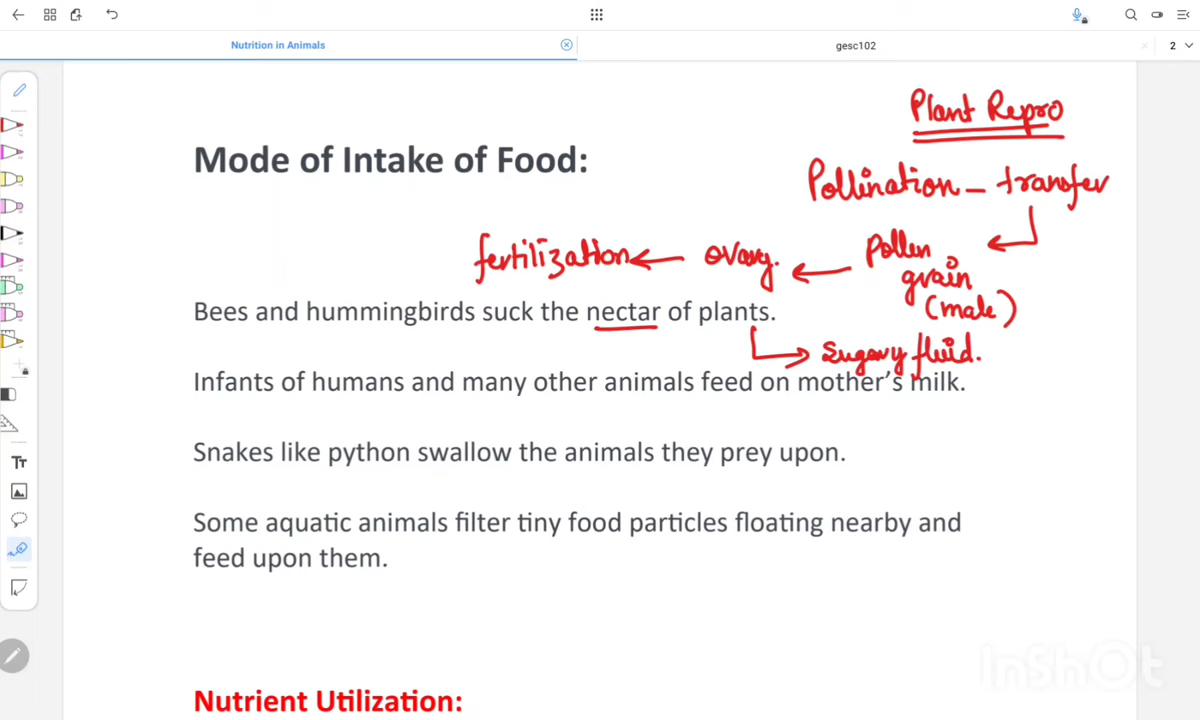 Nutrition in Animals
gesc102
2
Plant Repro
Mode of Intake of Food:
Pollination – transfer
fertilization ← ovary. ← Pollen
grain
(male)
Bees and hummingbirds suck the nectar of plants.
→ Sugary fluid.
Infants of humans and many other animals feed on mother’s milk.
Snakes like python swallow the animals they prey upon.
Some aquatic animals filter tiny food particles floating nearby and
feed upon them.
InShOt
Nutrient Utilization:
Tт